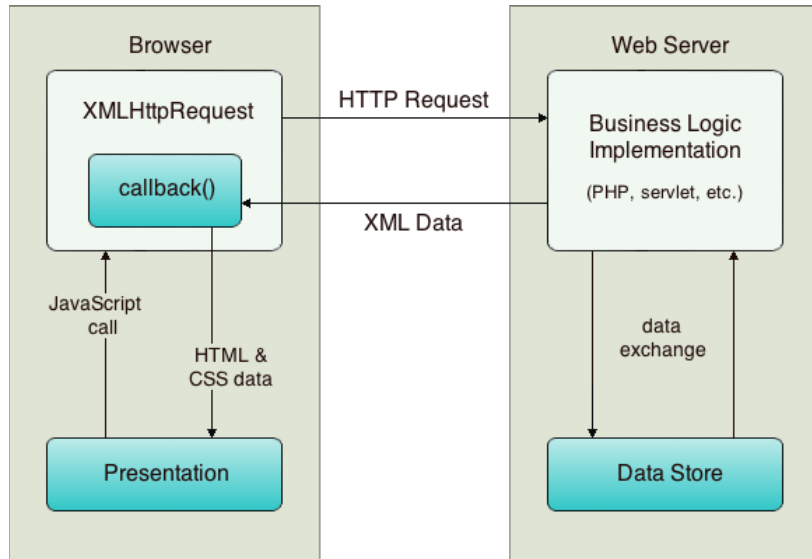 Browser
Web Server
XMLHttpRequest
HTTP Request
Business Logic
Implementation
(PHP, servlet, etc.)
callback()
XML Data
JavaScript
call
HTML &
CSS data
data
exchange
Presentation
Data Store